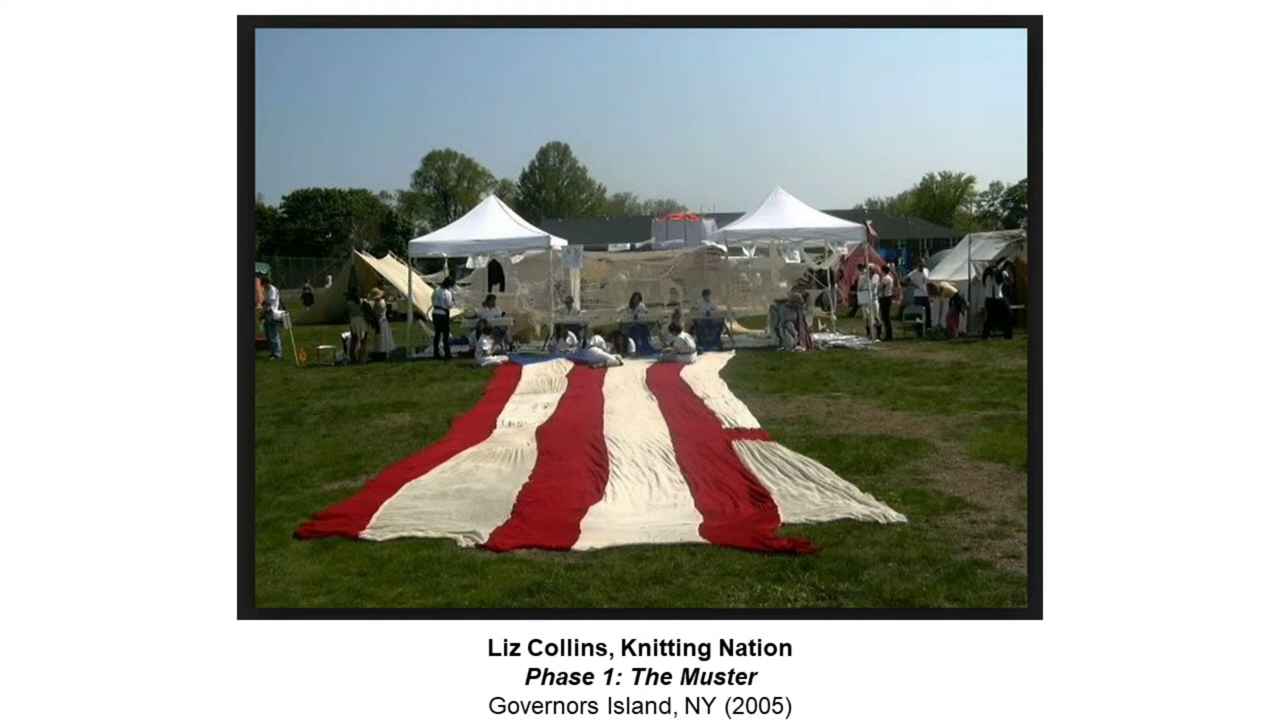 Liz Collins, Knitting Nation
Phase 1: The Muster
Governors Island, NY (2005)